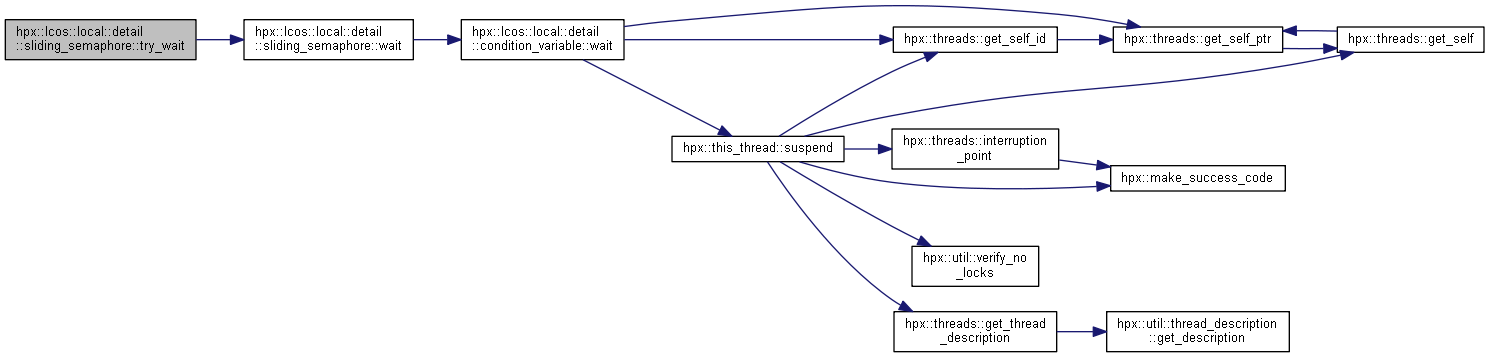 hpx::lcos::local::detail
::sliding_semaphore::try_wait
hpx::lcos::local::detail
::sliding_semaphore::wait
hpx::lcos::local::detail
::condition_variable::wait
hpx::threads::get_self_id
hpx::threads::get_self_ptr
hpx::threads::get_self
hpx::this_thread::suspend
hpx::threads::interruption
_point
hpx::make_success_code
hpx::util::verify_no
_locks
hpx::threads::get_thread
_description
hpx::util::thread_description
::get_description